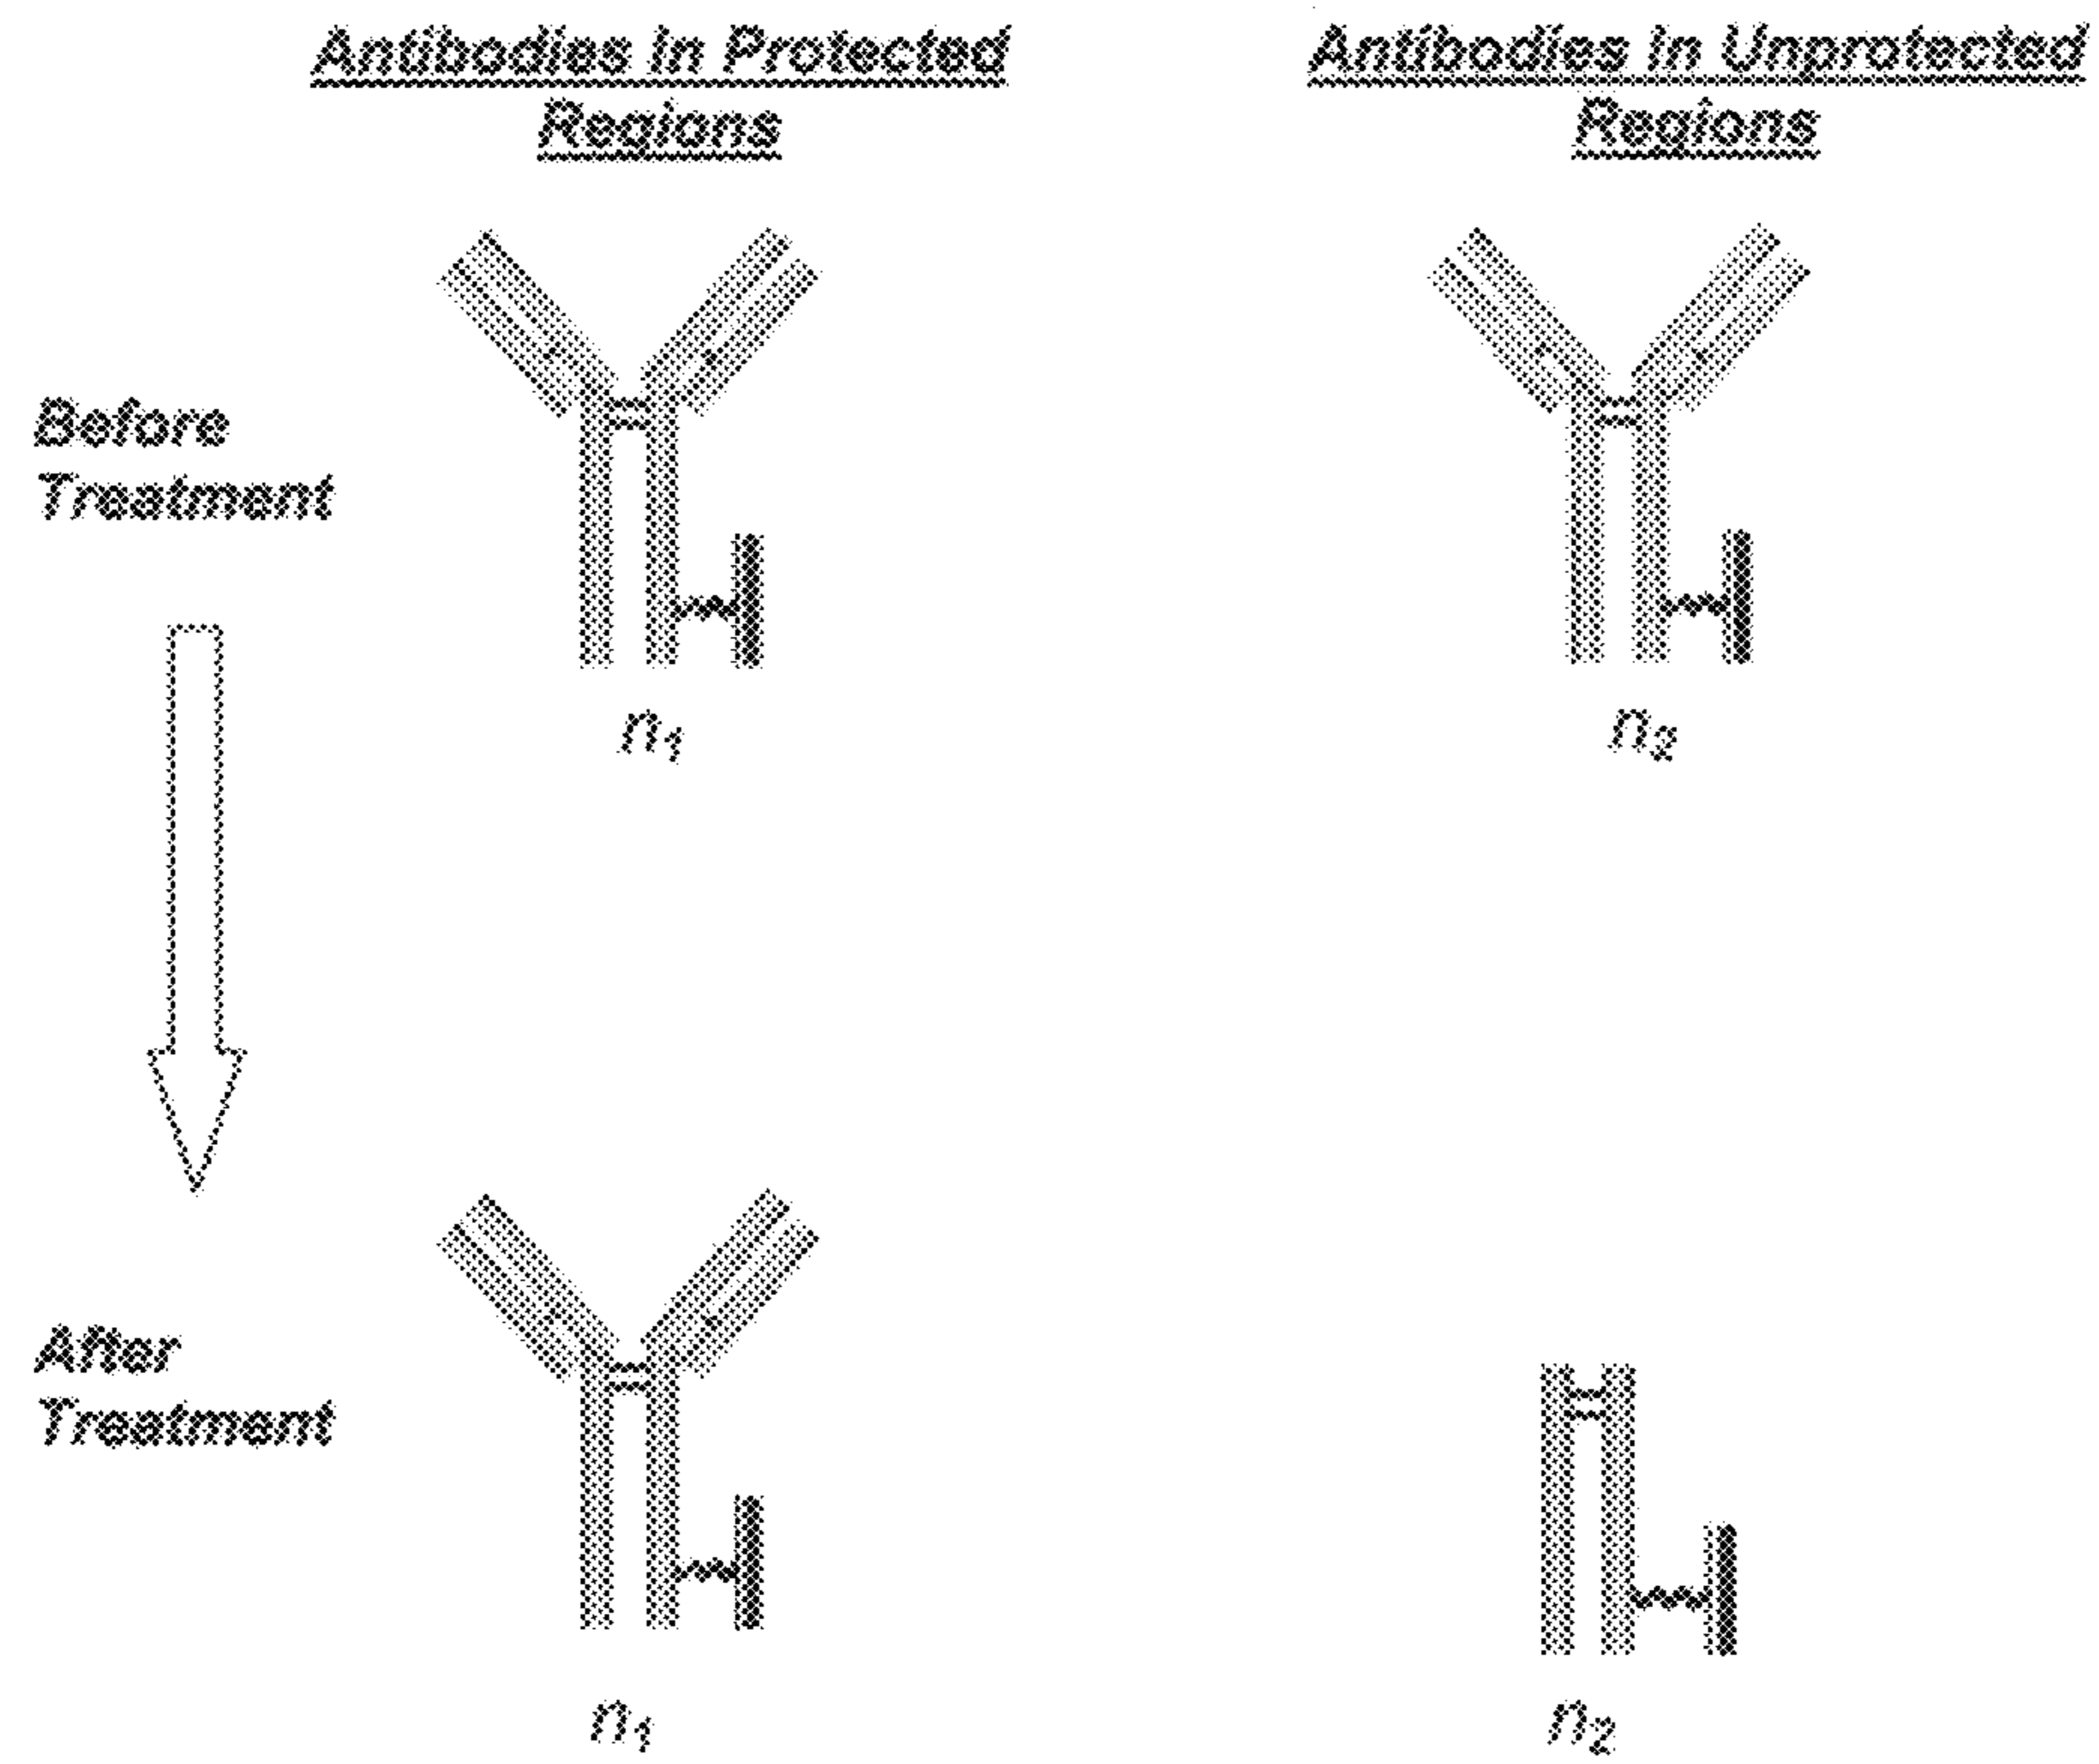 Antibodies in Protected
Regions
Antibodies in Unprotected
Regions
Before
Treatment
n₁
n₂
After
Treatment
n₁
n₂